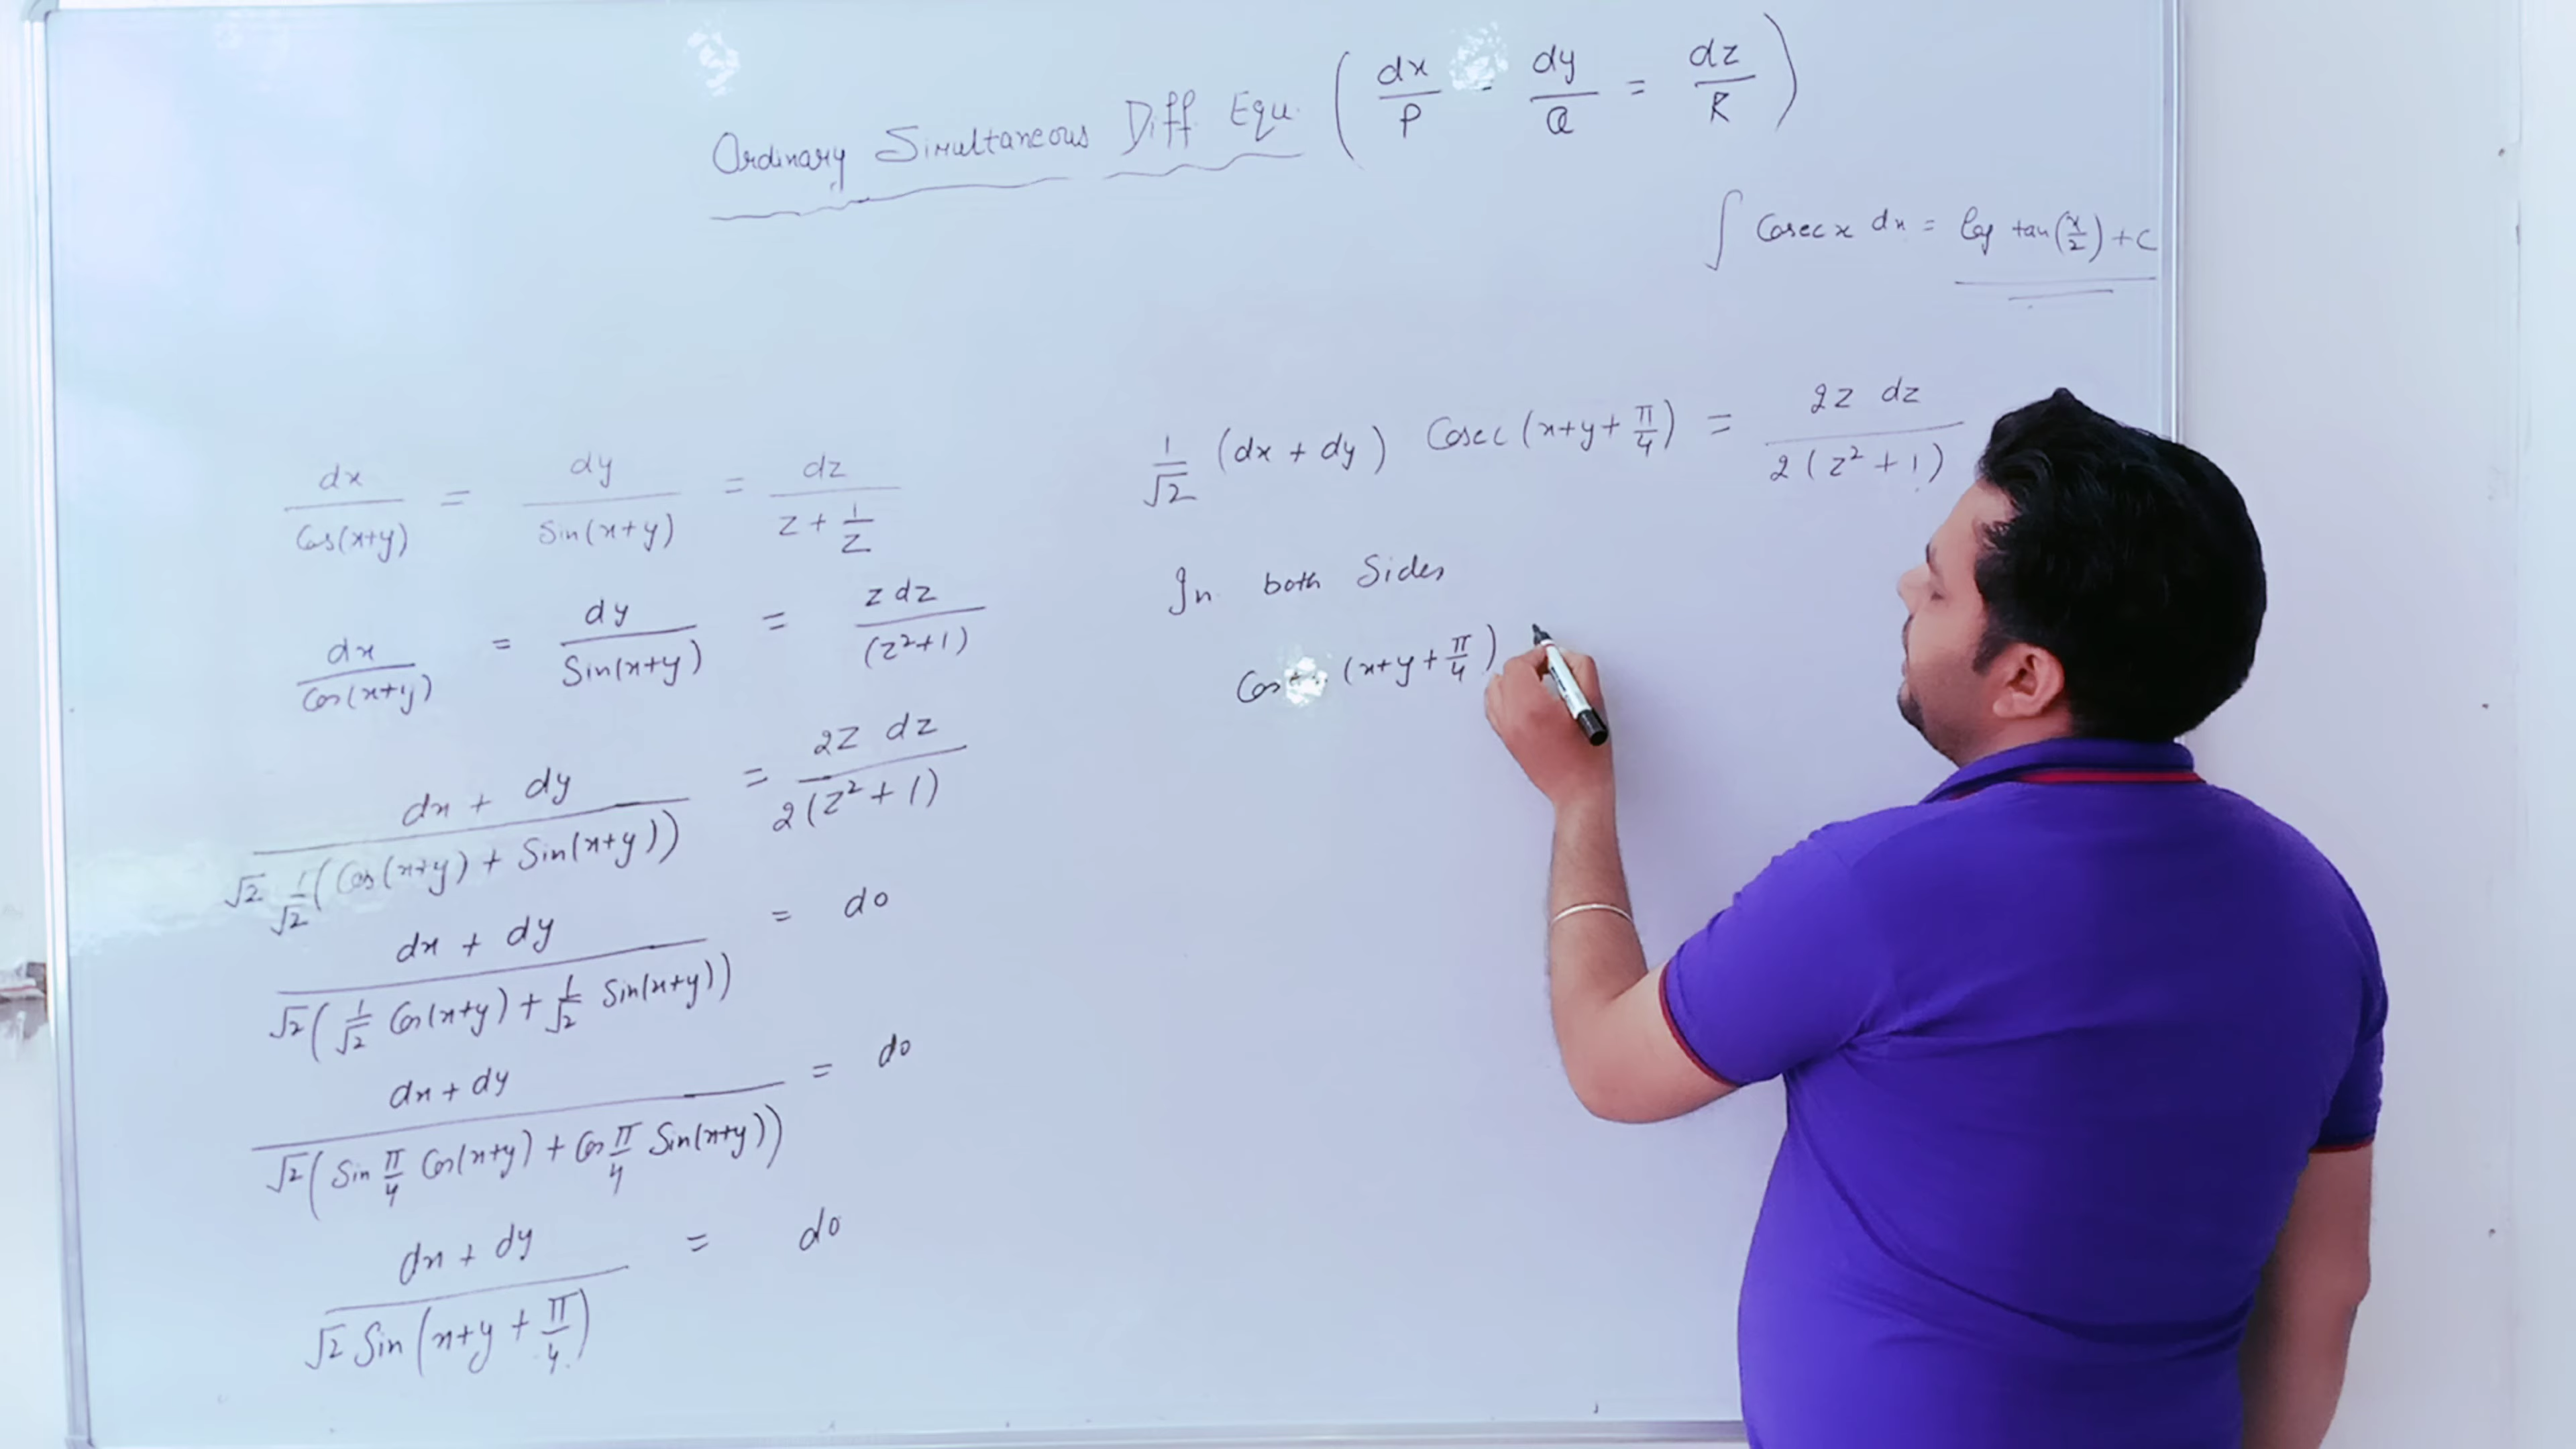 Ordinary Simultaneous Diff Equ. ( dx/P = dy/Q = dz/R )
∫ Cosec x dx = log tan(x/2) + C
dx/Cos(x+y) = dy/Sin(x+y) = dz/(z + 1/z)
dx/Cos(x+y) = dy/Sin(x+y) = z dz/(z²+1)
(dx + dy)/(√2 1/√2 (Cos(x+y) + Sin(x+y))) = 2z dz/(2(z²+1))
(dx + dy)/(√2 (1/√2 Cos(x+y) + 1/√2 Sin(x+y))) = do
(dx + dy)/(√2 (Sin π/4 Cos(x+y) + Cos π/4 Sin(x+y))) = do
(dx + dy)/(√2 Sin(x+y + π/4)) = do
1/√2 (dx + dy) Cosec(x+y+ π/4) = 2z dz/(2(z²+1))
In both Sides
(x+y+ π/4)